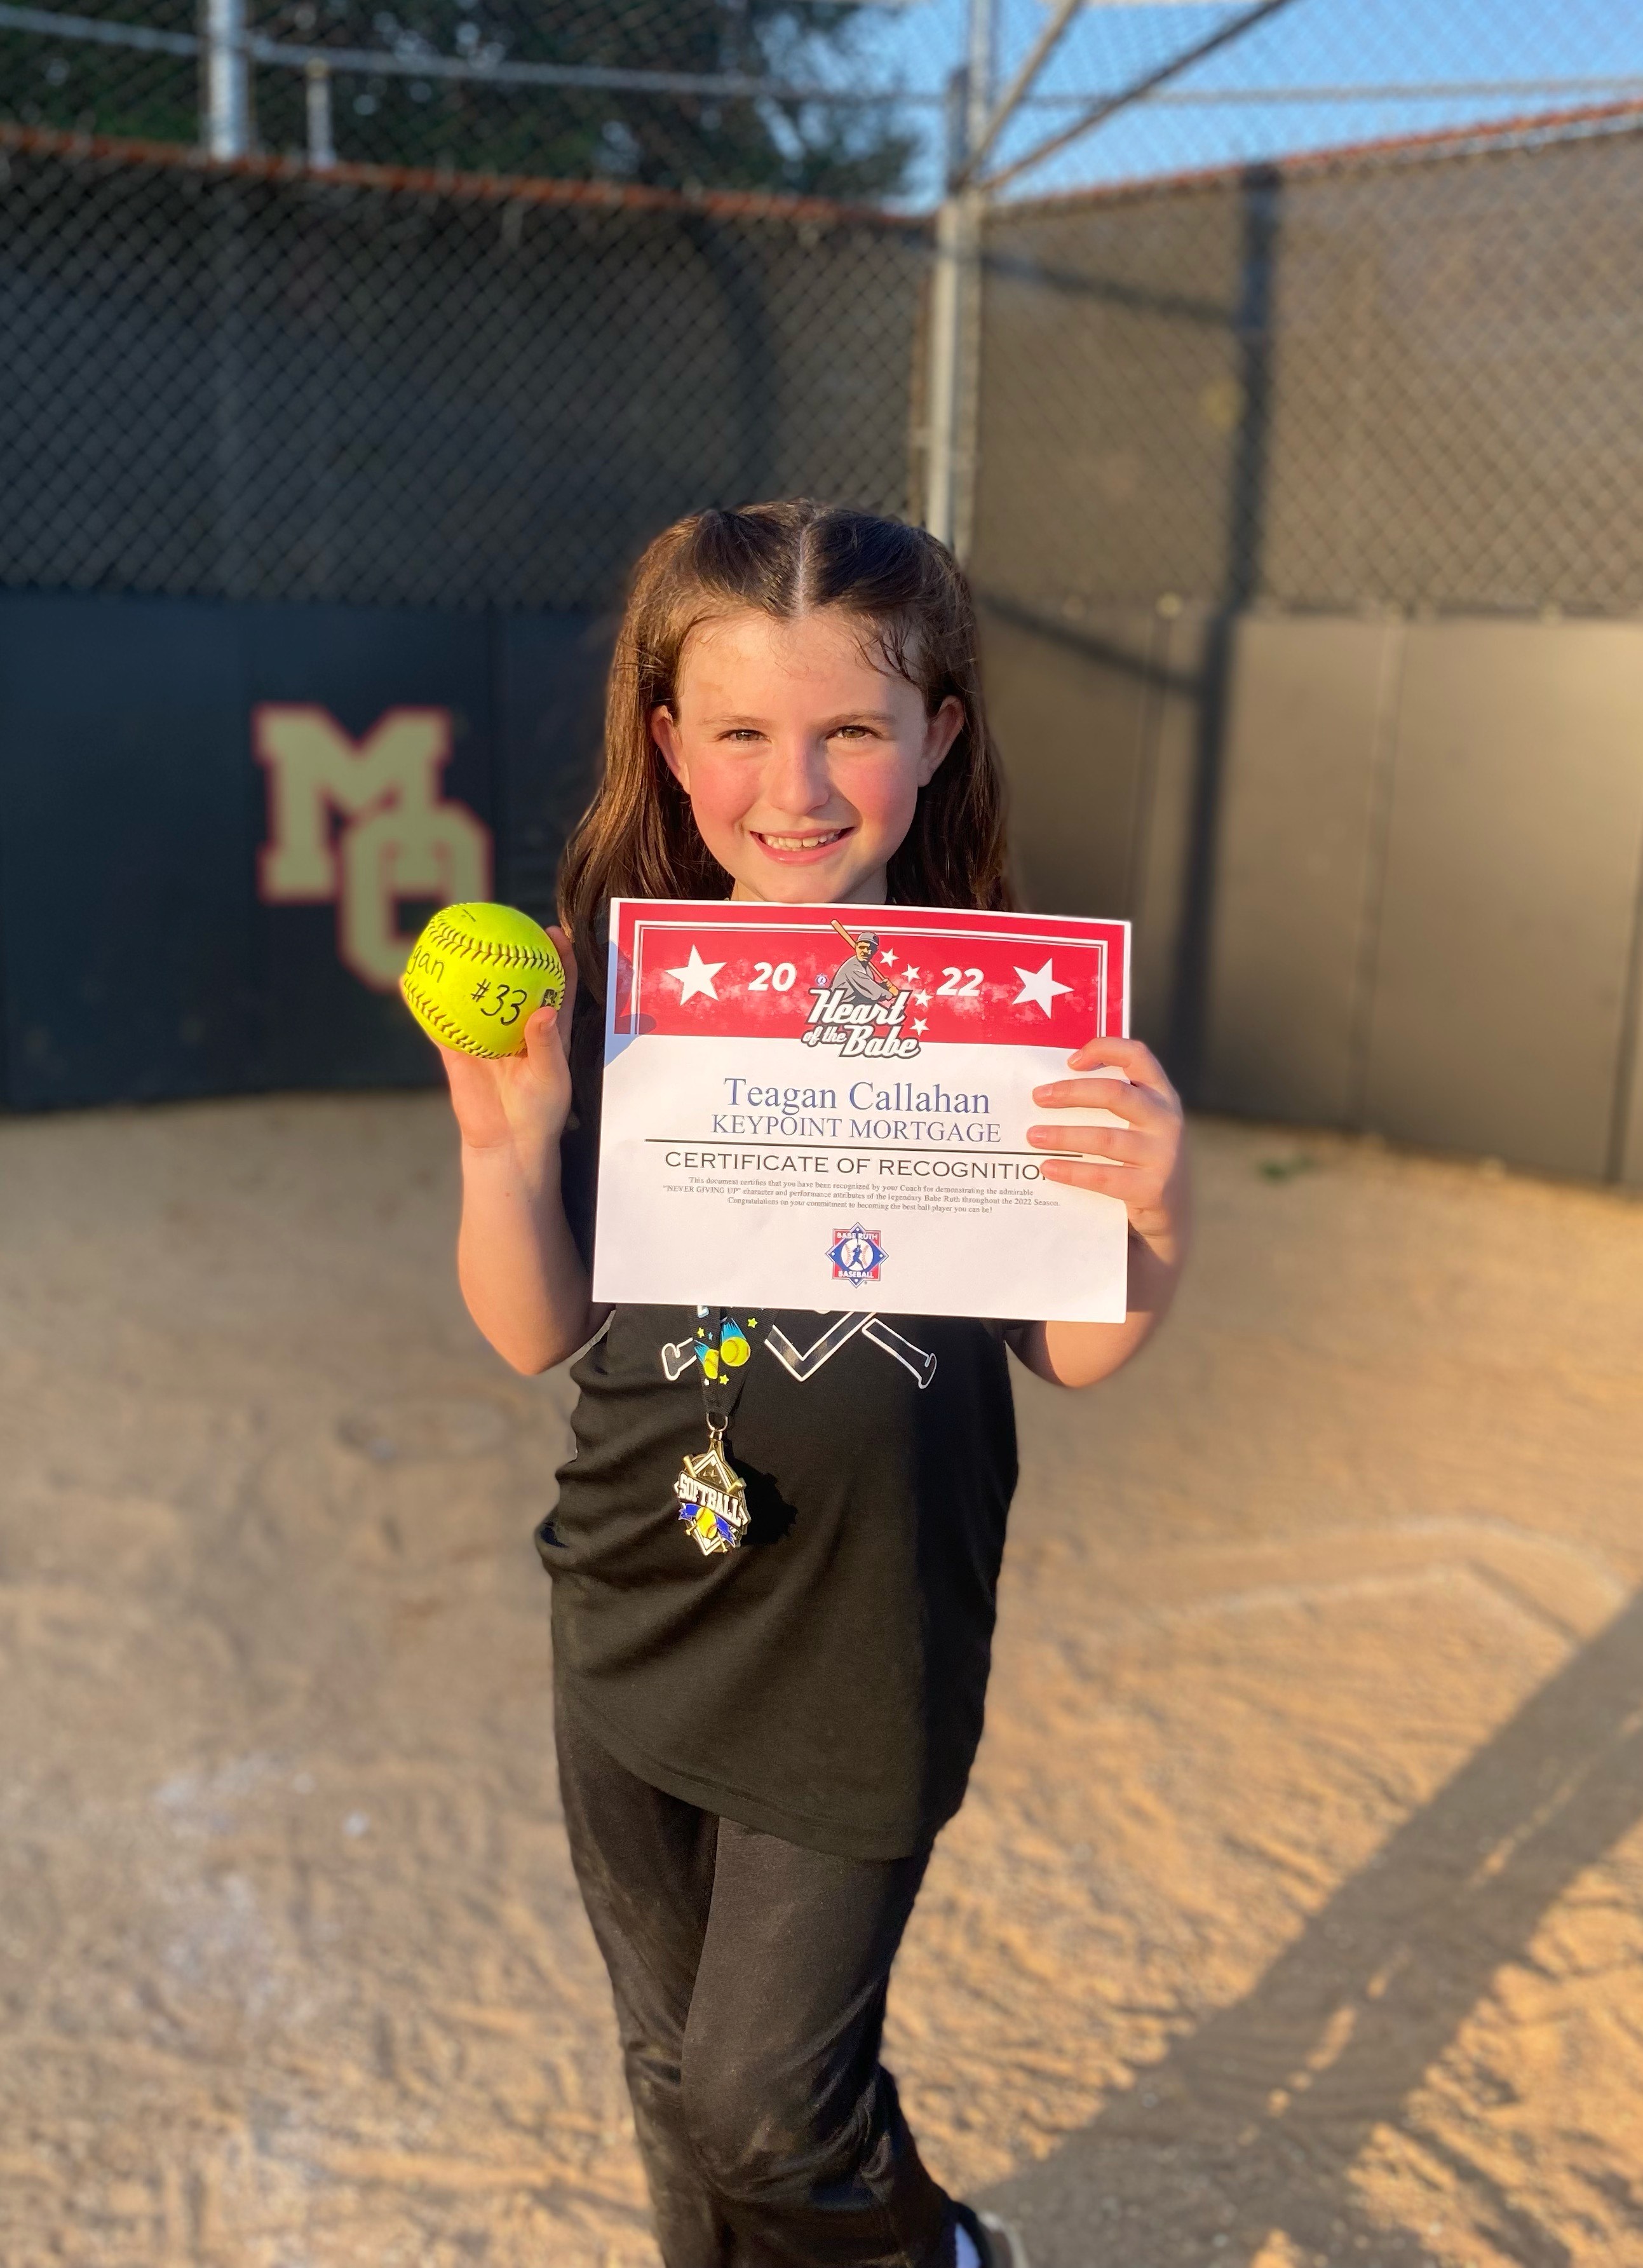 MC
gan
#33
20 22
Heart
of the Babe
Teagan Callahan
KEYPOINT MORTGAGE
CERTIFICATE OF RECOGNITIO
This document certifies that you have been recognized by your Coach for demonstrating the admirable
"NEVER GIVING UP" character and performance attributes of the legendary Babe Ruth throughout the 2022 Season.
Congratulations on your commitment to becoming the best ball player you can be!
BABE RUTH
BASEBALL
SOFTBALL